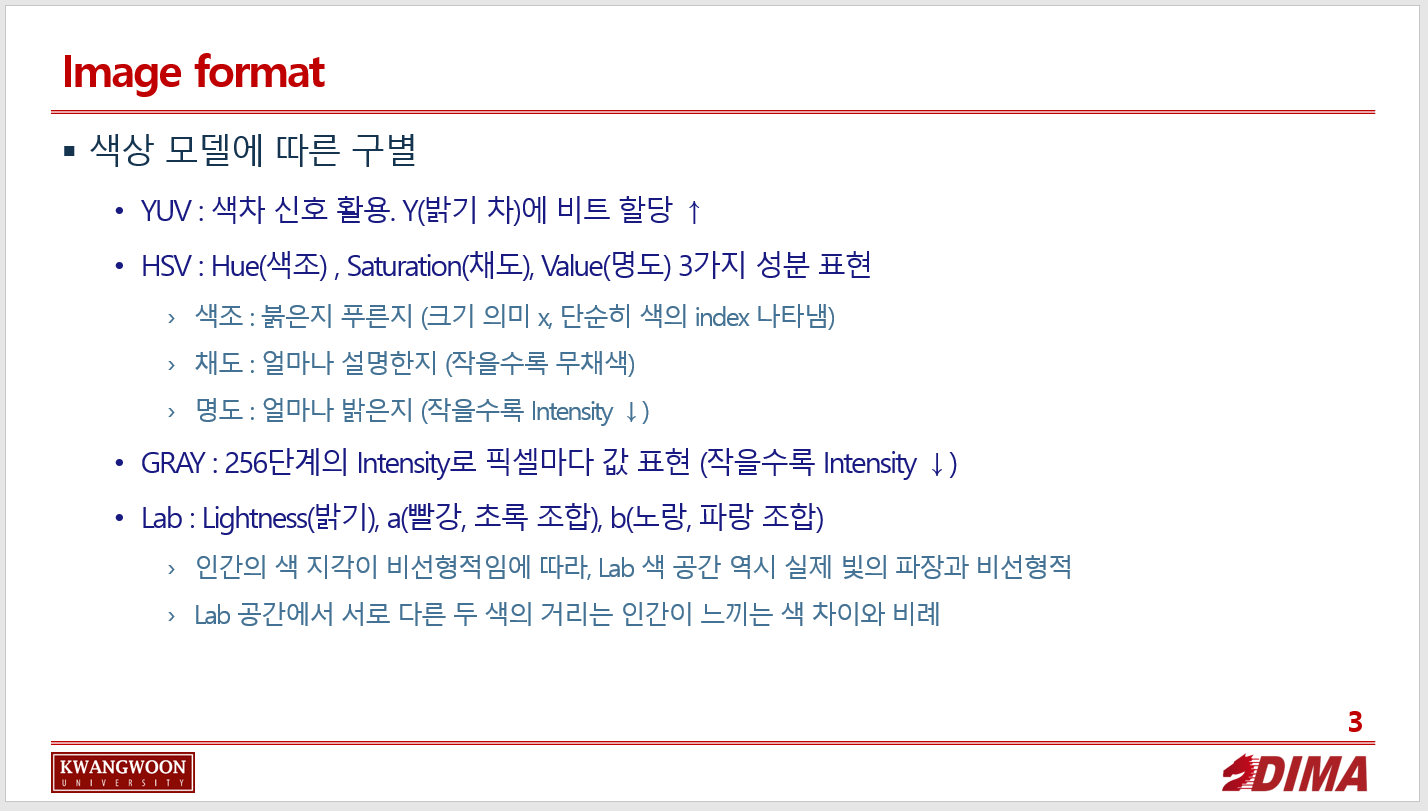 Image format
▪ 색상 모델에 따른 구별
• YUV : 색차 신호 활용. Y(밝기 차)에 비트 할당 ↑
• HSV : Hue(색조) , Saturation(채도), Value(명도) 3가지 성분 표현
› 색조 : 붉은지 푸른지 (크기 의미 x, 단순히 색의 index 나타냄)
› 채도 : 얼마나 설명한지 (작을수록 무채색)
› 명도 : 얼마나 밝은지 (작을수록 Intensity ↓)
• GRAY : 256단계의 Intensity로 픽셀마다 값 표현 (작을수록 Intensity ↓)
• Lab : Lightness(밝기), a(빨강, 초록 조합), b(노랑, 파랑 조합)
› 인간의 색 지각이 비선형적임에 따라, Lab 색 공간 역시 실제 빛의 파장과 비선형적
› Lab 공간에서 서로 다른 두 색의 거리는 인간이 느끼는 색 차이와 비례
3
KWANGWOON
UNIVERSITY
DIMA